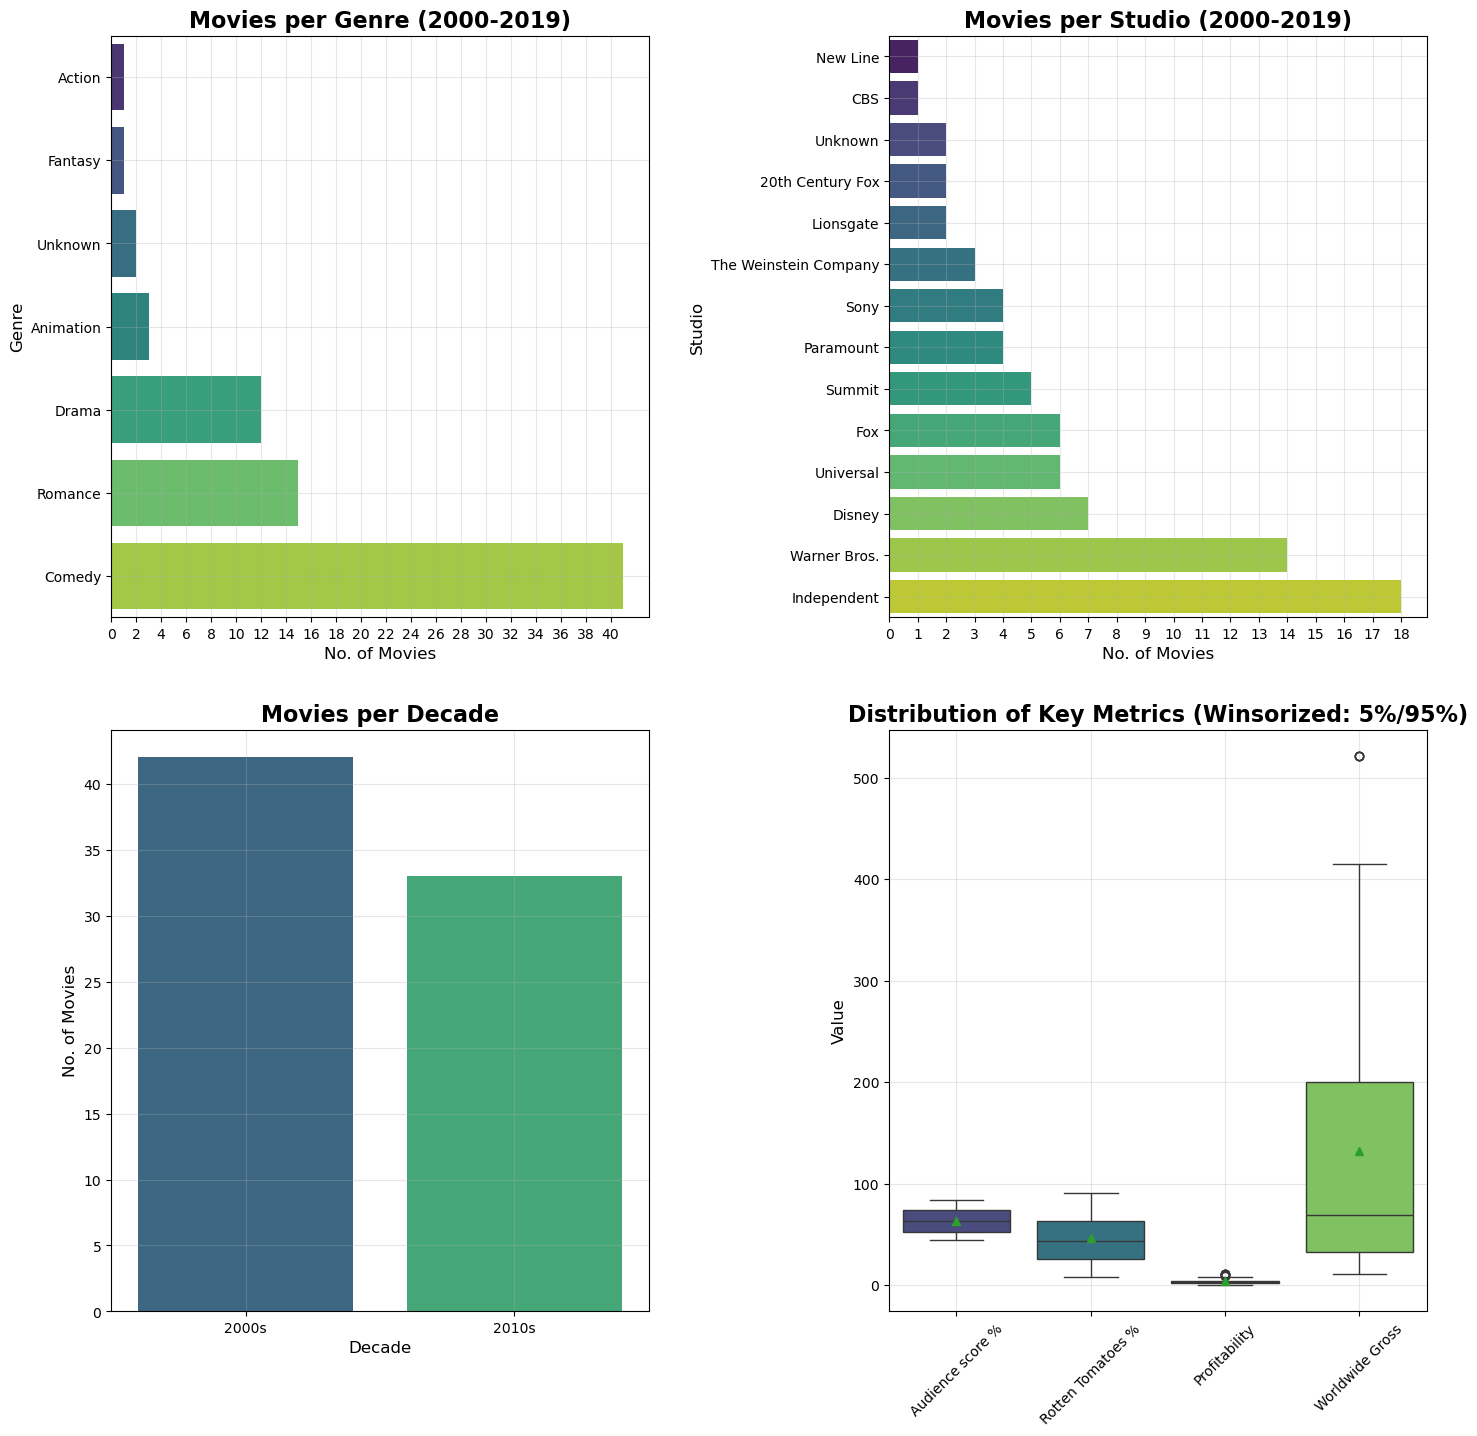 Movies per Genre (2000-2019)
Genre
Action
Fantasy
Unknown
Animation
Drama
Romance
Comedy
0 2 4 6 8 10 12 14 16 18 20 22 24 26 28 30 32 34 36 38 40
No. of Movies
Movies per Studio (2000-2019)
Studio
New Line
CBS
Unknown
20th Century Fox
Lionsgate
The Weinstein Company
Sony
Paramount
Summit
Fox
Universal
Disney
Warner Bros.
Independent
0 1 2 3 4 5 6 7 8 9 10 11 12 13 14 15 16 17 18
No. of Movies
Movies per Decade
No. of Movies
40
35
30
25
20
15
10
5
0
2000s 2010s
Decade
Distribution of Key Metrics (Winsorized: 5%/95%)
Value
500
400
300
200
100
0
Audience score %
Rotten Tomatoes %
Profitability
Worldwide Gross